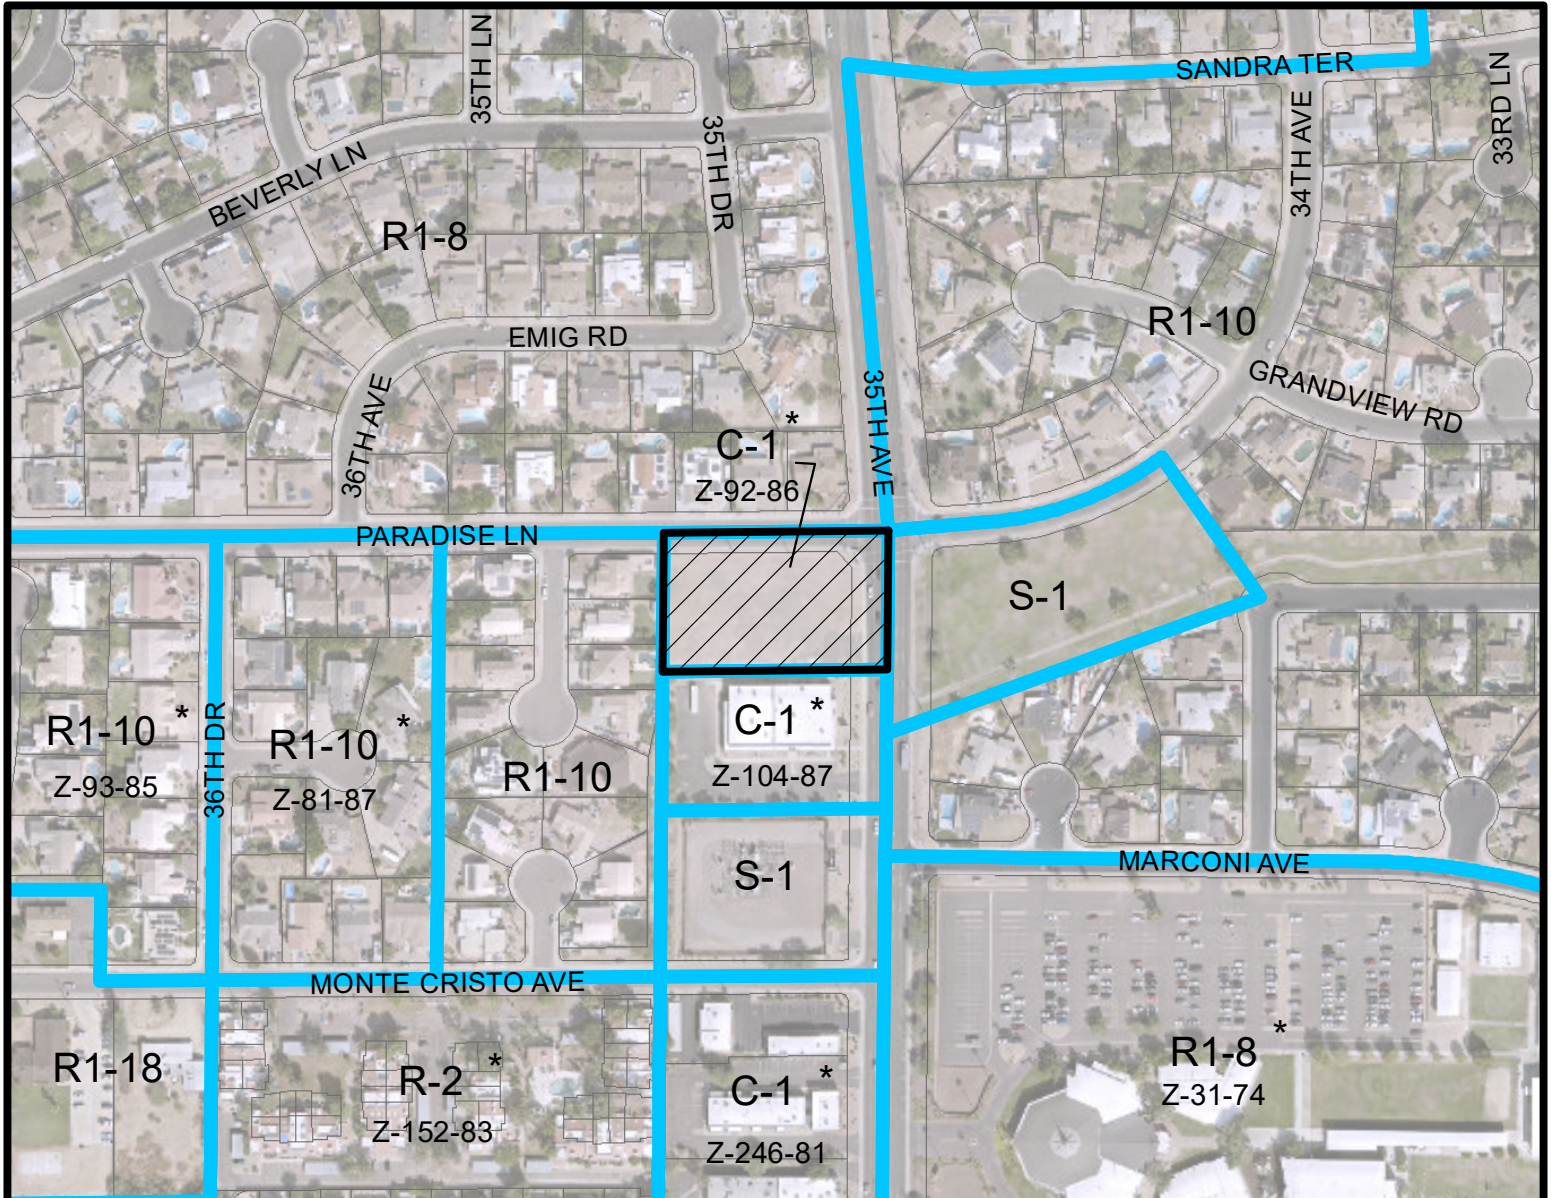 35TH LN
SANDRA TER
33RD LN
34TH AVE
35TH DR
BEVERLY LN
R1-8
R1-10
EMIG RD
GRANDVIEW RD
36TH AVE
35TH AVE
C-1 *
Z-92-86
PARADISE LN
S-1
R1-10 *
Z-93-85
36TH DR
R1-10 *
Z-81-87
R1-10
C-1 *
Z-104-87
S-1
MARCONI AVE
MONTE CRISTO AVE
R1-18
R-2 *
Z-152-83
C-1 *
Z-246-81
R1-8 *
Z-31-74